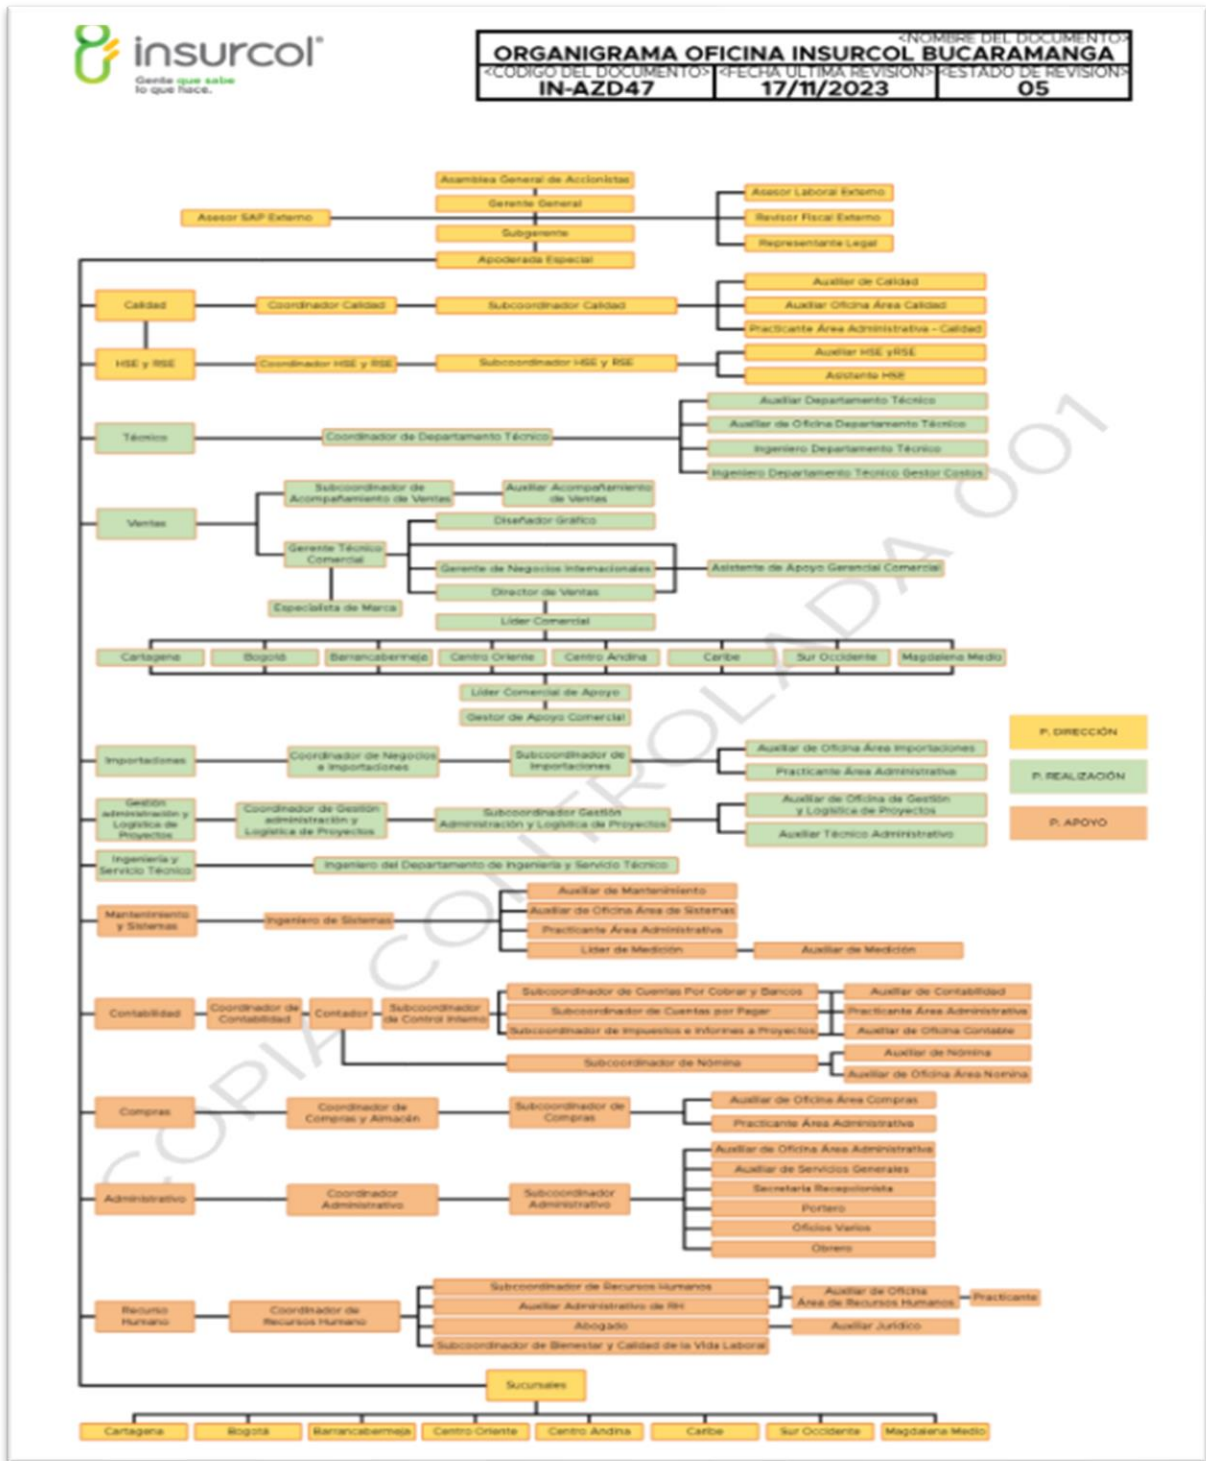 insurcol
Gente que sabe
lo que hace.
<NOMBRE DEL DOCUMENTO>
ORGANIGRAMA OFICINA INSURCOL BUCARAMANGA
<CODIGO DEL DOCUMENTO> <FECHA ULTIMA REVISION> <ESTADO DE REVISION>
IN-AZD47 17/11/2023 05
Asamblea General de Accionistas
Gerente General
Asesor SAP Externo
Subgerente
Apoderada Especial
Asesor Laboral Externo
Revisor Fiscal Externo
Representante Legal
Calidad
Coordinador Calidad
Subcoordinador Calidad
Auxiliar de Calidad
Auxiliar Oficina Área Calidad
Practicante Área Administrativa - Calidad
HSE y RSE
Coordinador HSE y RSE
Subcoordinador HSE y RSE
Auxiliar HSE yRSE
Asistente HSE
Técnico
Coordinador de Departamento Técnico
Auxiliar Departamento Técnico
Auxiliar de Oficina Departamento Técnico
Ingeniero Departamento Técnico
Ingeniero Departamento Técnico Gestor Costos
Ventas
Subcoordinador de
Acompañamiento de Ventas
Auxiliar Acompañamiento
de Ventas
Gerente Técnico
Comercial
Especialista de Marca
Diseñador Gráfico
Gerente de Negocios Internacionales
Director de Ventas
Asistente de Apoyo Gerencial Comercial
Líder Comercial
Cartagena
Bogotá
Barrancabermeja
Centro Oriente
Centro Andina
Caribe
Sur Occidente
Magdalena Medio
Líder Comercial de Apoyo
Gestor de Apoyo Comercial
P. DIRECCIÓN
P. REALIZACIÓN
P. APOYO
Importaciones
Coordinador de Negocios
e Importaciones
Subcoordinador de
Importaciones
Auxiliar de Oficina Área Importaciones
Practicante Área Administrativa
Gestión
administración y
Logística de
Proyectos
Coordinador de Gestión
administración y
Logística de Proyectos
Subcoordinador Gestión
Administración y Logística de Proyectos
Auxiliar de Oficina de Gestión
y Logística de Proyectos
Auxiliar Técnico Administrativo
Ingeniería y
Servicio Técnico
Ingeniero del Departamento de Ingeniería y Servicio Técnico
Mantenimiento
y Sistemas
Ingeniero de Sistemas
Auxiliar de Mantenimiento
Auxiliar de Oficina Área de Sistemas
Practicante Área Administrativa
Líder de Medición
Auxiliar de Medición
Contabilidad
Coordinador de
Contabilidad
Contador
Subcoordinador
de Control Interno
Subcoordinador de Cuentas Por Cobrar y Bancos
Subcoordinador de Cuentas por Pagar
Subcoordinador de Impuestos e Informes a Proyectos
Auxiliar de Contabilidad
Practicante Área Administrativa
Auxiliar de Oficina Contable
Subcoordinador de Nómina
Auxiliar de Nómina
Auxiliar de Oficina Área Nomina
Compras
Coordinador de
Compras y Almacén
Subcoordinador de
Compras
Auxiliar de Oficina Área Compras
Practicante Área Administrativa
Administrativo
Coordinador
Administrativo
Subcoordinador
Administrativo
Auxiliar de Oficina Área Administrativa
Auxiliar de Servicios Generales
Secretaria Recepcionista
Portero
Oficios Varios
Obrero
Recurso
Humano
Coordinador de
Recursos Humano
Subcoordinador de Recursos Humanos
Auxiliar Administrativo de RH
Abogado
Subcoordinador de Bienestar y Calidad de la Vida Laboral
Auxiliar de Oficina
Área de Recursos Humanos
Practicante
Auxiliar Jurídico
Sucursales
Cartagena
Bogotá
Barrancabermeja
Centro Oriente
Centro Andina
Caribe
Sur Occidente
Magdalena Medio
COPIA CONTROLADA 001